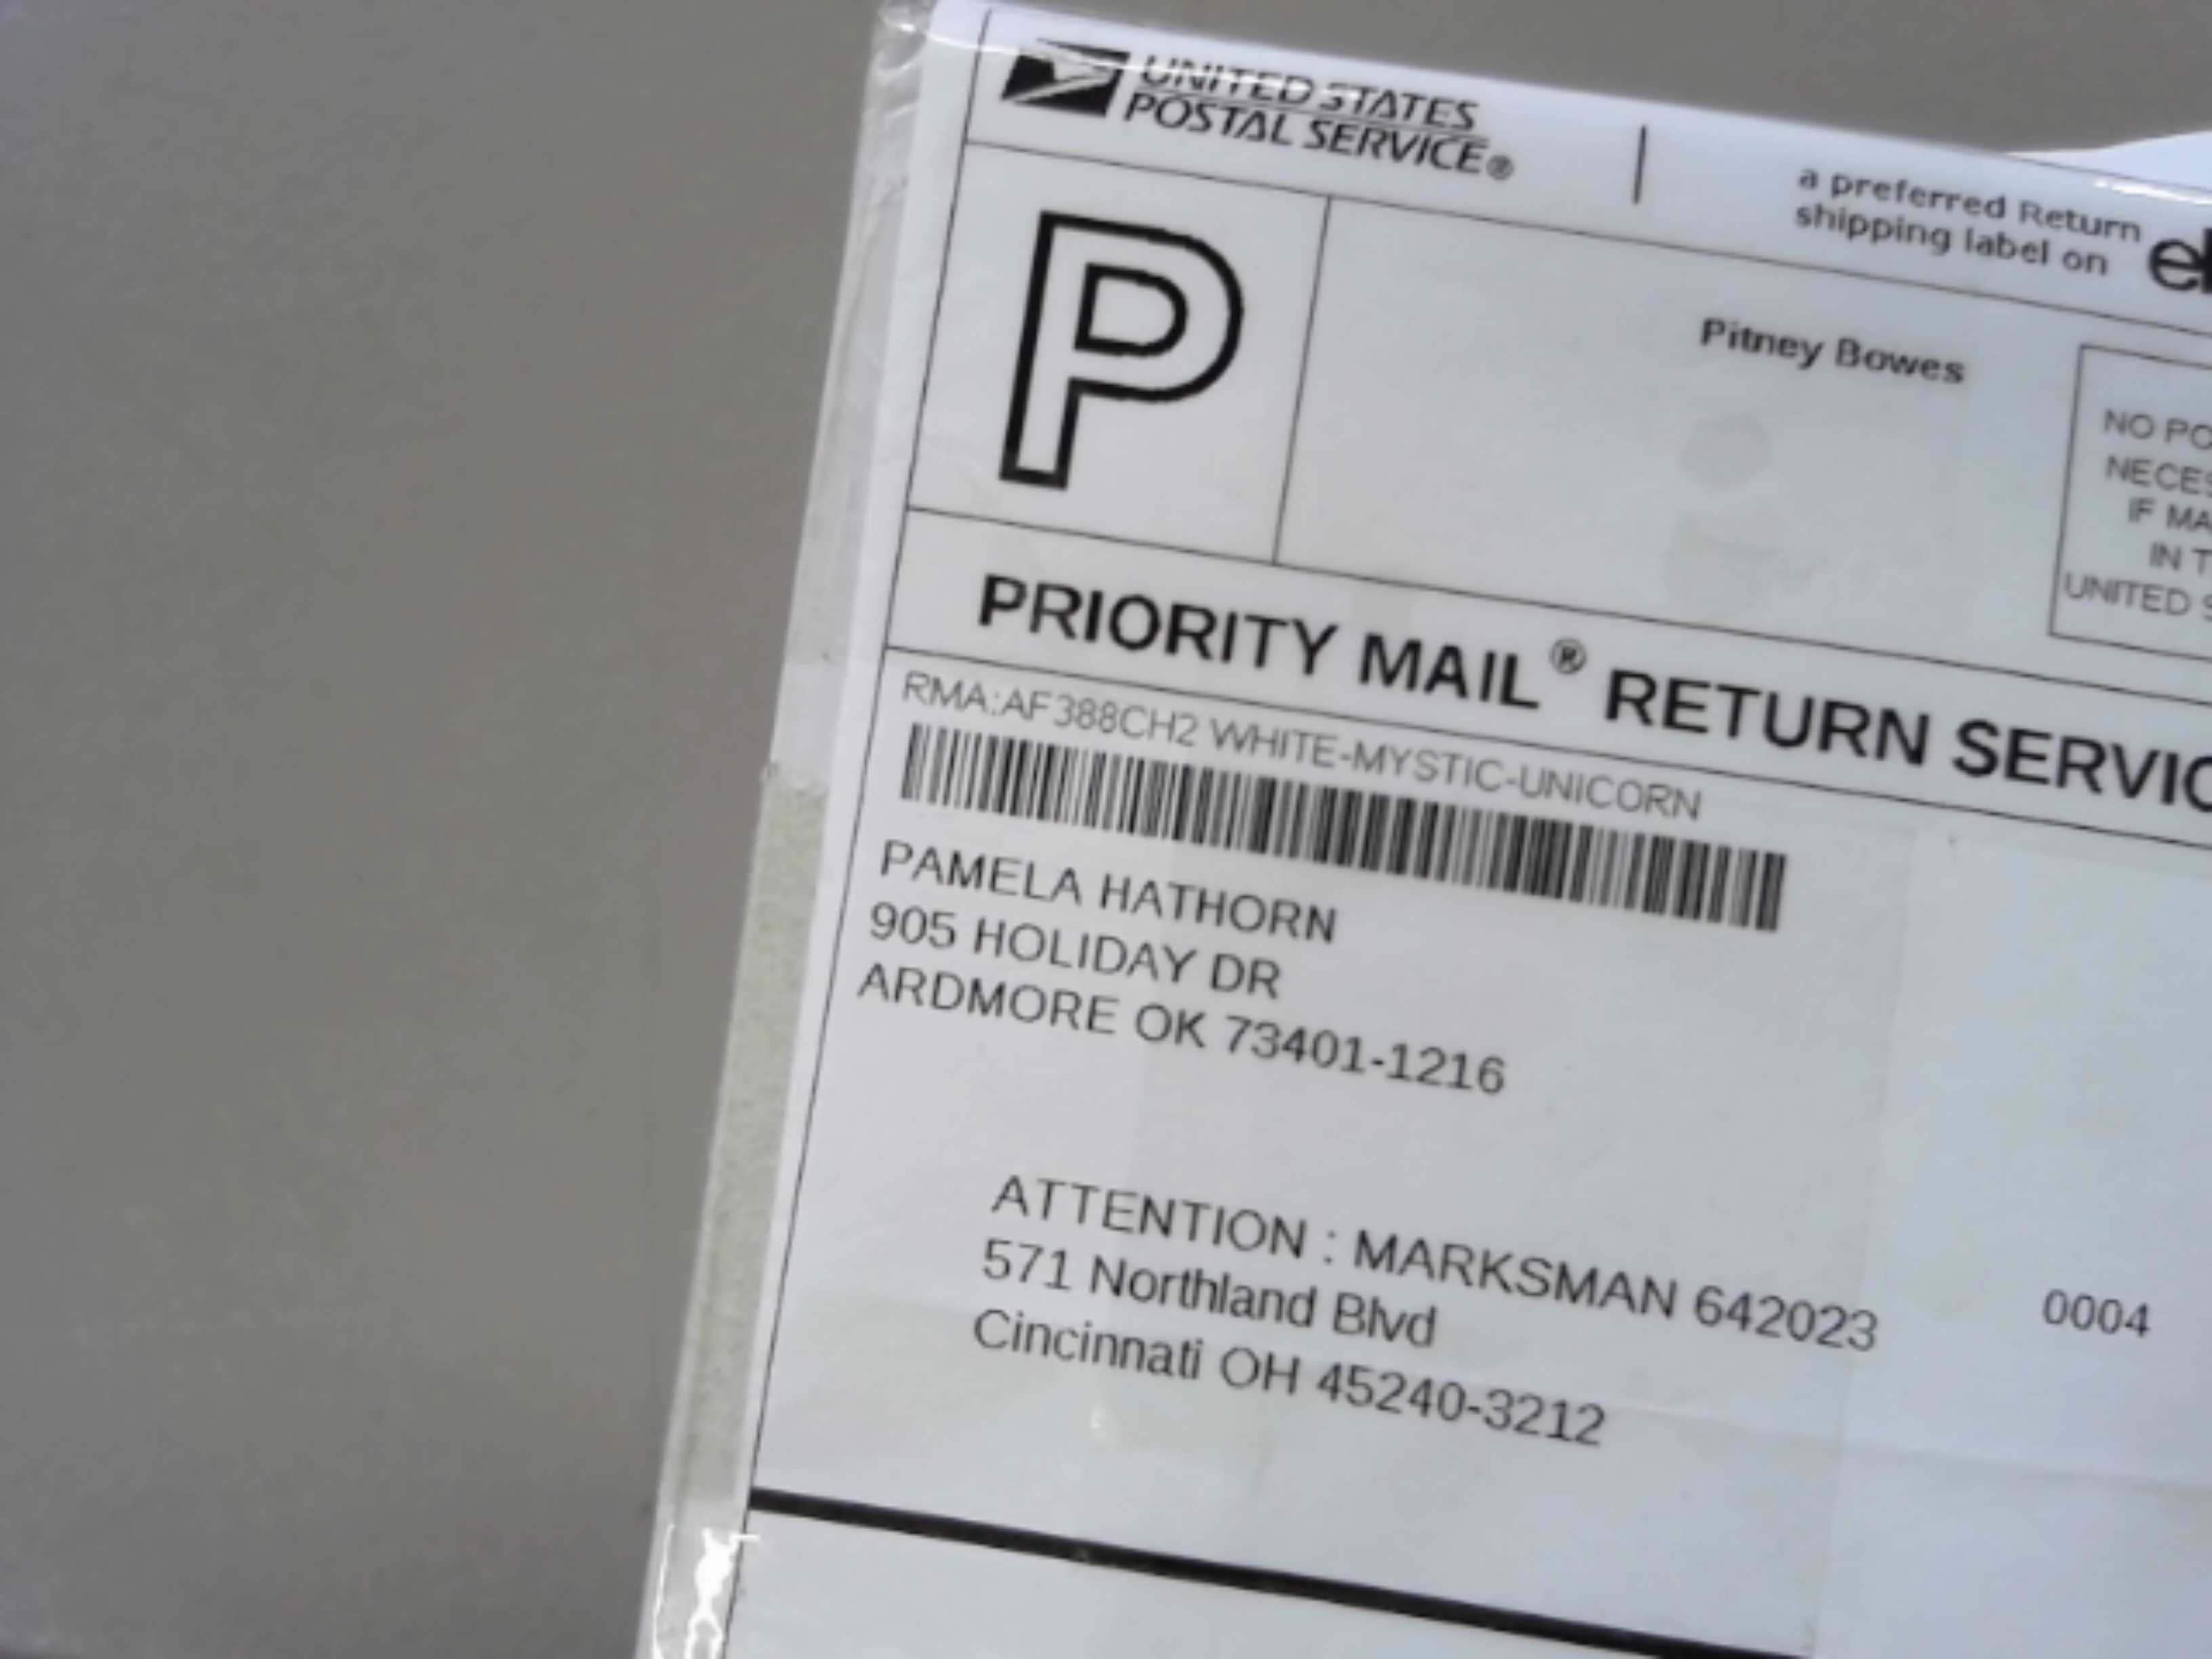 UNITED STATES
POSTAL SERVICE®
a preferred Return
shipping label on
P
Pitney Bowes
NO
NECES
IF
IN
UNITED
PRIORITY MAIL® RETURN SERVIC
RMA:AF388CH2 WHITE-MYSTIC-UNICORN
PAMELA HATHORN
905 HOLIDAY DR
ARDMORE OK 73401-1216
ATTENTION : MARKSMAN 642023
0004
571 Northland Blvd
Cincinnati OH 45240-3212